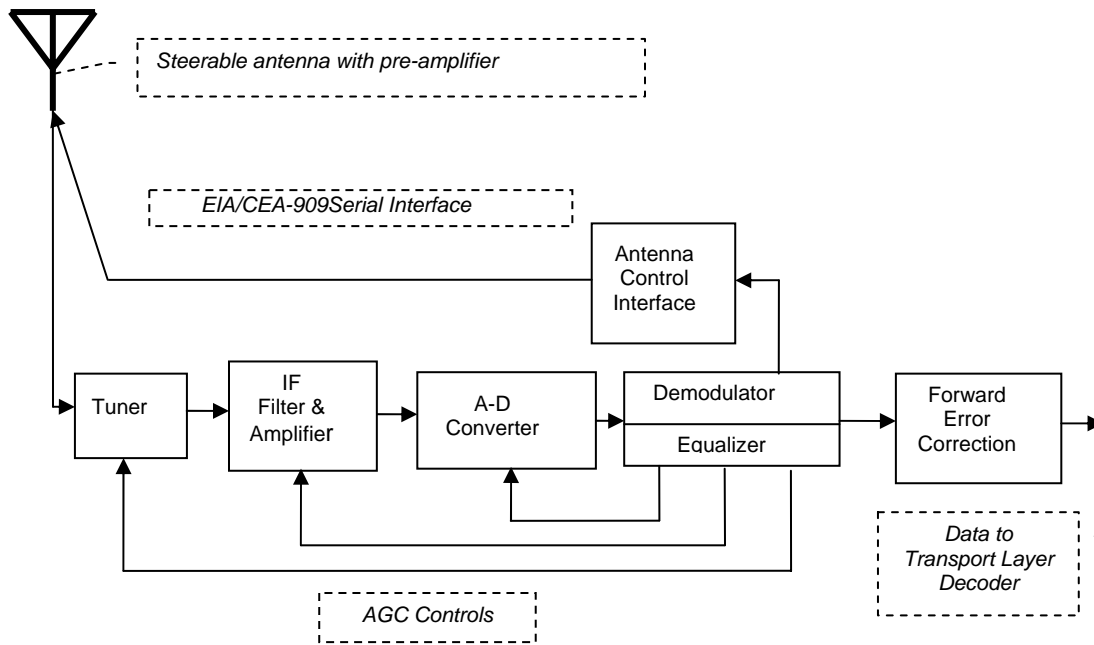 Steerable antenna with pre-amplifier
EIA/CEA-909Serial Interface
Antenna
Control
Interface
Tuner
IF
Filter &
Amplifier
A-D
Converter
Demodulator
Equalizer
Forward
Error
Correction
Data to
Transport Layer
Decoder
AGC Controls